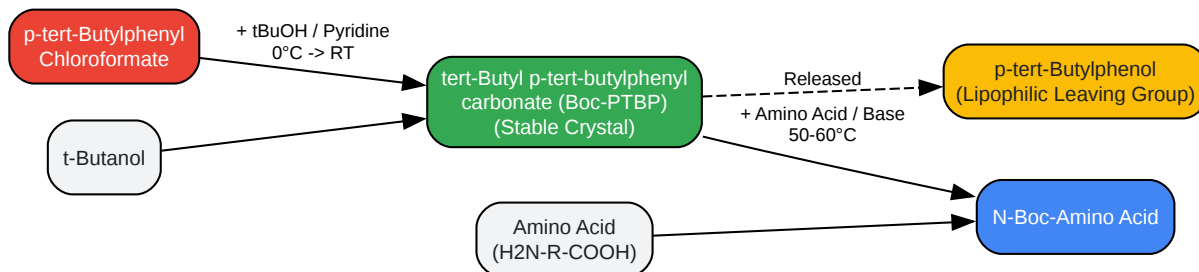 p-tert-Butylphenyl
Chloroformate
+ tBuOH / Pyridine
0°C -> RT
t-Butanol
tert-Butyl p-tert-butylphenyl
carbonate (Boc-PTBP)
(Stable Crystal)
Released
+ Amino Acid / Base
50-60°C
p-tert-Butylphenol
(Lipophilic Leaving Group)
Amino Acid
(H2N-R-COOH)
N-Boc-Amino Acid